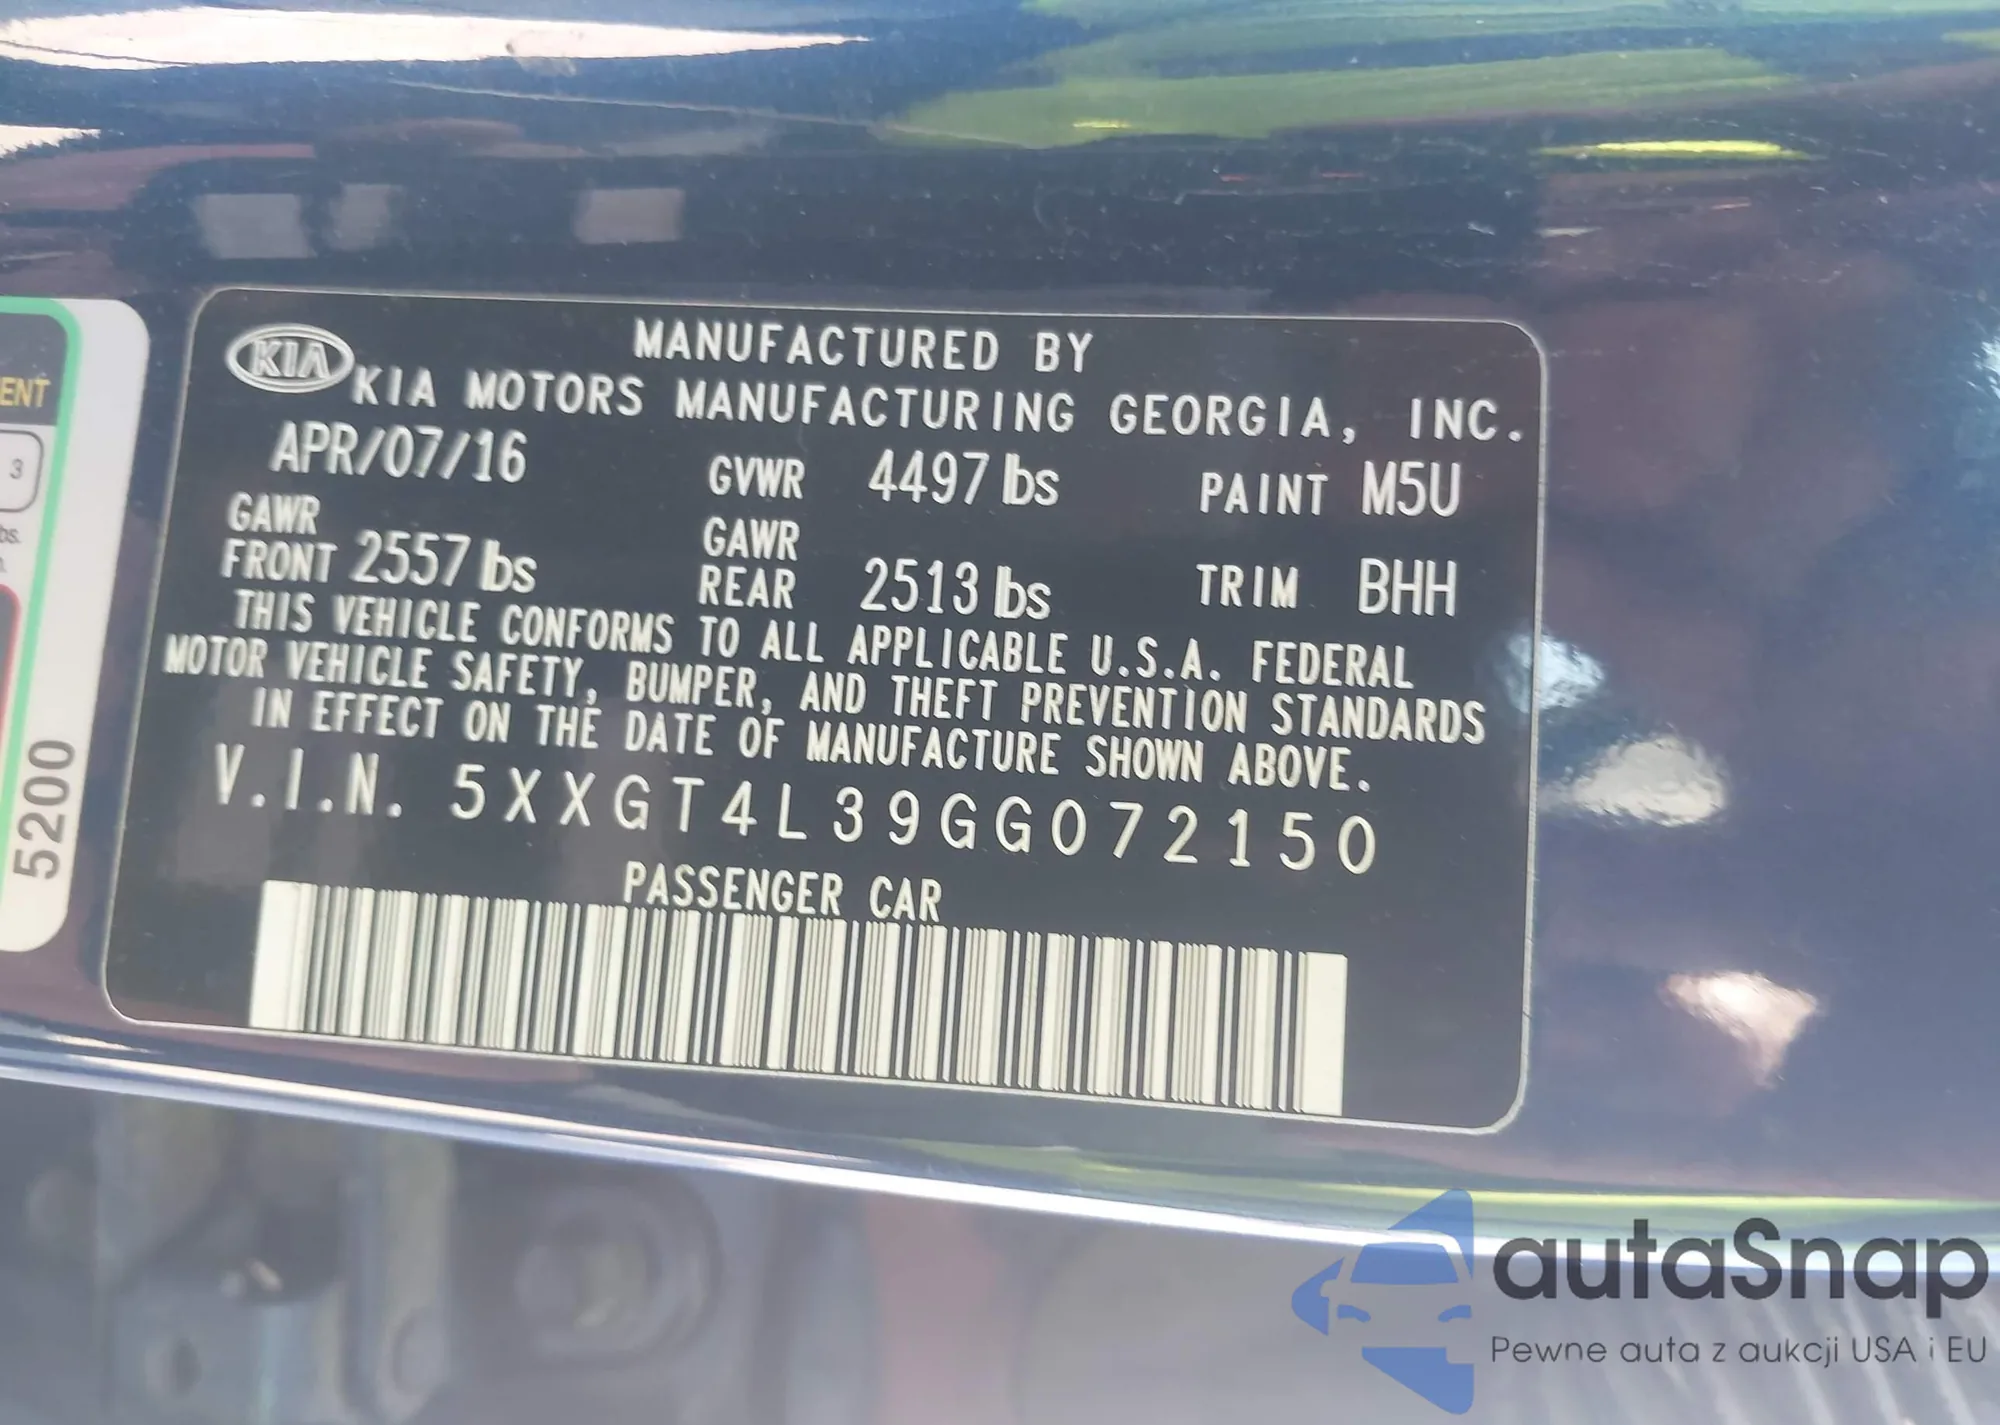 KIA
MANUFACTURED BY
KIA MOTORS MANUFACTURING GEORGIA, INC.
APR/07/16 GVWR 4497 lbs PAINT M5U
GAWR FRONT 2557 lbs GAWR REAR 2513 lbs TRIM BHH
THIS VEHICLE CONFORMS TO ALL APPLICABLE U.S.A. FEDERAL
MOTOR VEHICLE SAFETY, BUMPER, AND THEFT PREVENTION STANDARDS
IN EFFECT ON THE DATE OF MANUFACTURE SHOWN ABOVE.
V.I.N. 5XXGT4L39GG072150
PASSENGER CAR
ENT
3
bs.
5200
autaSnap
Pewne auta z aukcji USA i EU